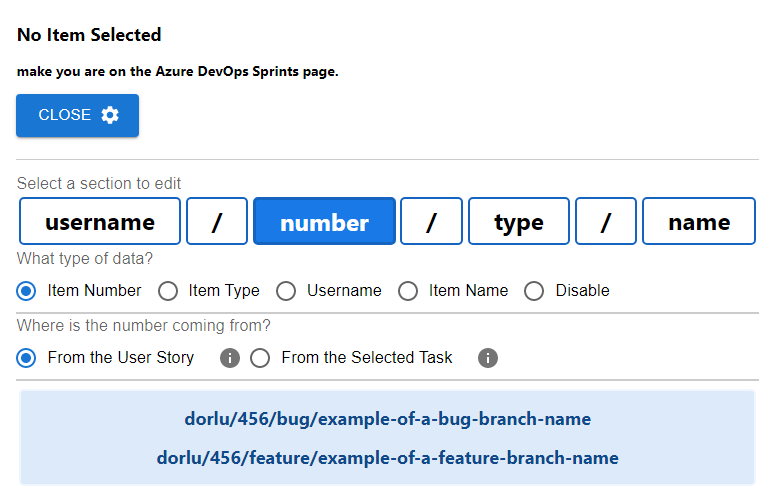 No Item Selected
make you are on the Azure DevOps Sprints page.
CLOSE
Select a section to edit
username / number / type / name
What type of data?
Item Number Item Type Username Item Name Disable
Where is the number coming from?
From the User Story i From the Selected Task i
dorlu/456/bug/example-of-a-bug-branch-name
dorlu/456/feature/example-of-a-feature-branch-name